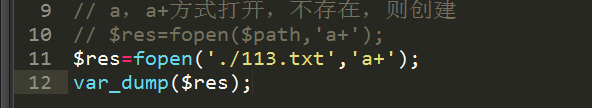 9 // a，a+方式打开，不存在，则创建
10 // $res=fopen($path,'a+');
11 $res=fopen('./113.txt','a+');
12 var_dump($res);